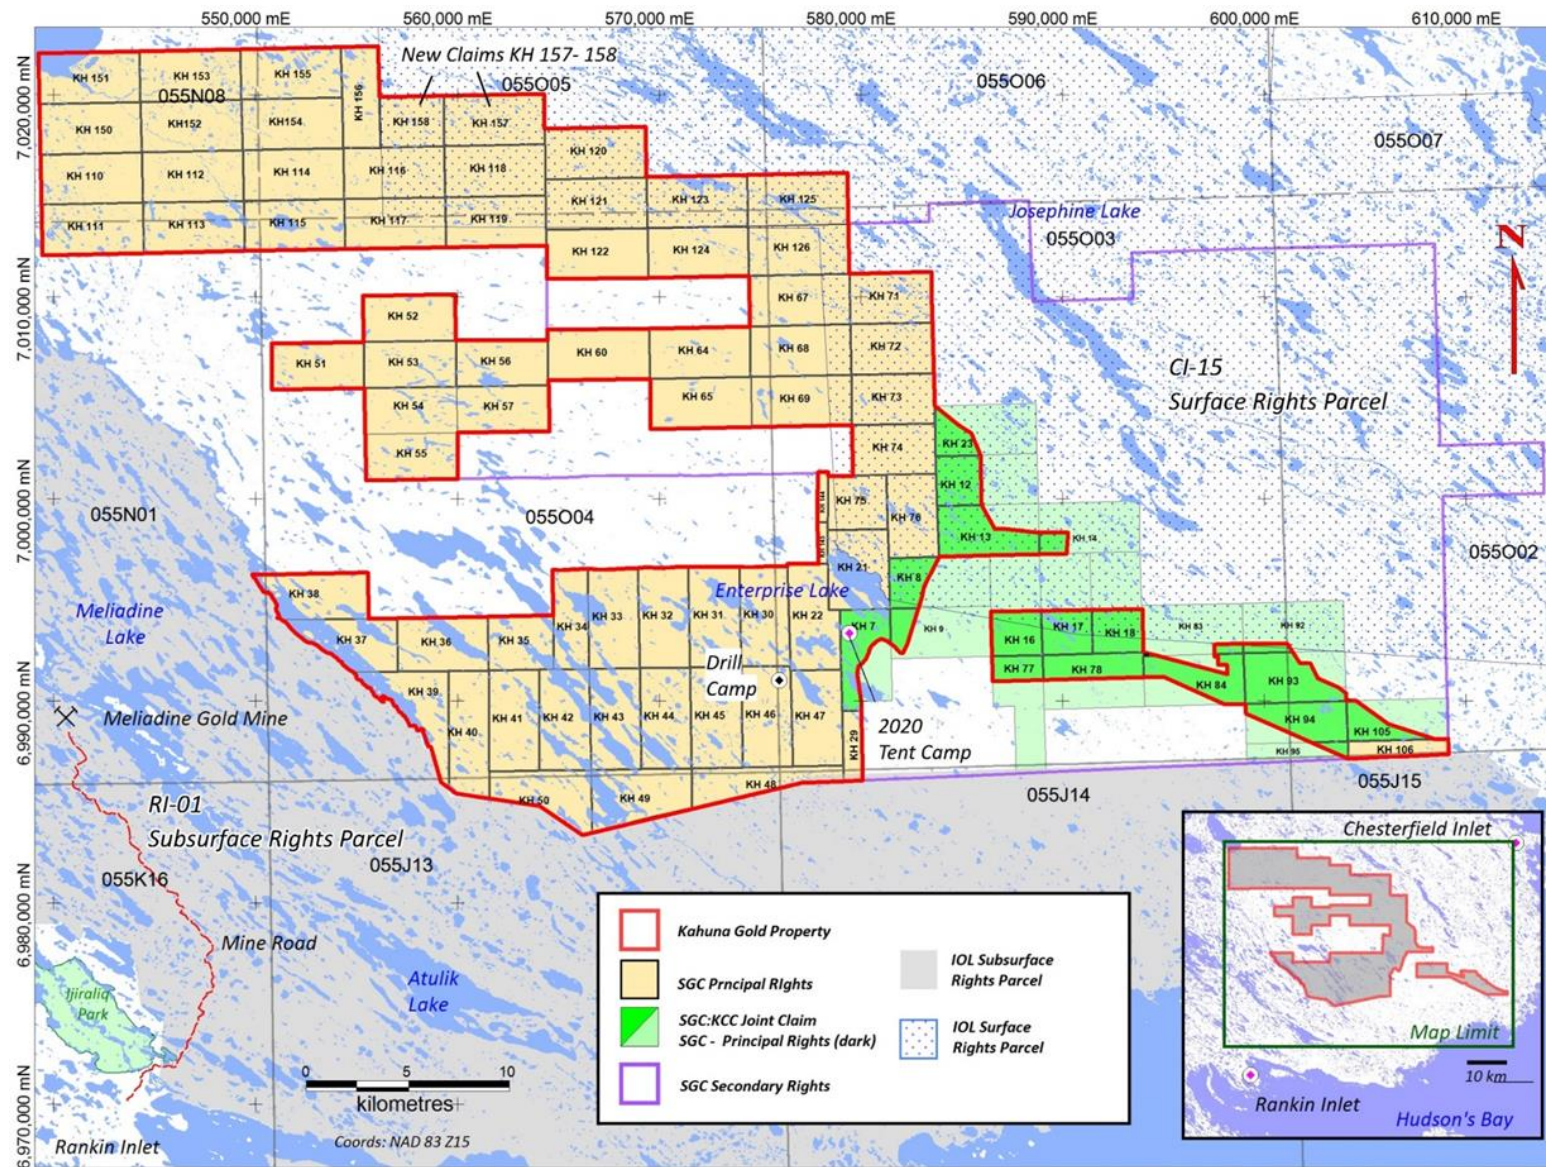 550,000 mE
560,000 mE
570,000 mE
580,000 mE
590,000 mE
600,000 mE
610,000 mE
7,020,000 mN
7,010,000 mN
7,000,000 mN
6,990,000 mN
6,980,000 mN
6,970,000 mN
New Claims KH 157- 158
055N08
055O05
055O06
055O07
KH 151
KH 153
KH 155
KH 156
KH 150
KH152
KH154
KH 158
KH 157
KH 110
KH 112
KH 114
KH 116
KH 118
KH 120
KH 111
KH 113
KH 115
KH 117
KH 119
KH 121
KH 123
KH 125
KH 122
KH 124
KH 126
Josephine Lake
055O03
N
KH 52
KH 67
KH 71
KH 51
KH 53
KH 56
KH 60
KH 64
KH 68
KH 72
KH 54
KH 57
KH 65
KH 69
KH 73
KH 55
KH 74
KH 23
CI-15
Surface Rights Parcel
055N01
055O04
055O02
KH 144
KH 143
KH 75
KH 76
KH 12
KH 13
KH 14
KH 21
KH 8
Enterprise Lake
KH 38
KH 37
KH 36
KH 35
KH 34
KH 33
KH 32
KH 31
KH 30
KH 22
KH 7
KH 9
KH 16
KH 17
KH 18
KH 83
KH 92
KH 77
KH 78
KH 84
KH 93
KH 94
KH 105
KH 95
KH 106
Meliadine
Lake
Drill
Camp
KH 39
KH 40
KH 41
KH 42
KH 43
KH 44
KH 45
KH 46
KH 47
KH 29
KH 48
KH 49
KH 50
Meliadine Gold Mine
2020
Tent Camp
RI-01
Subsurface Rights Parcel
055J13
055J14
055J15
055K16
Mine Road
Atulik
Lake
Ijiraliq
Park
0
5
10
kilometres
Coords: NAD 83 Z15
Rankin Inlet
Kahuna Gold Property
SGC Prncipal RIghts
SGC:KCC Joint Claim
SGC - Principal Rights (dark)
SGC Secondary Rights
IOL Subsurface
Rights Parcel
IOL Surface
Rights Parcel
Chesterfield Inlet
Map Limit
10 km
Rankin Inlet
Hudson's Bay